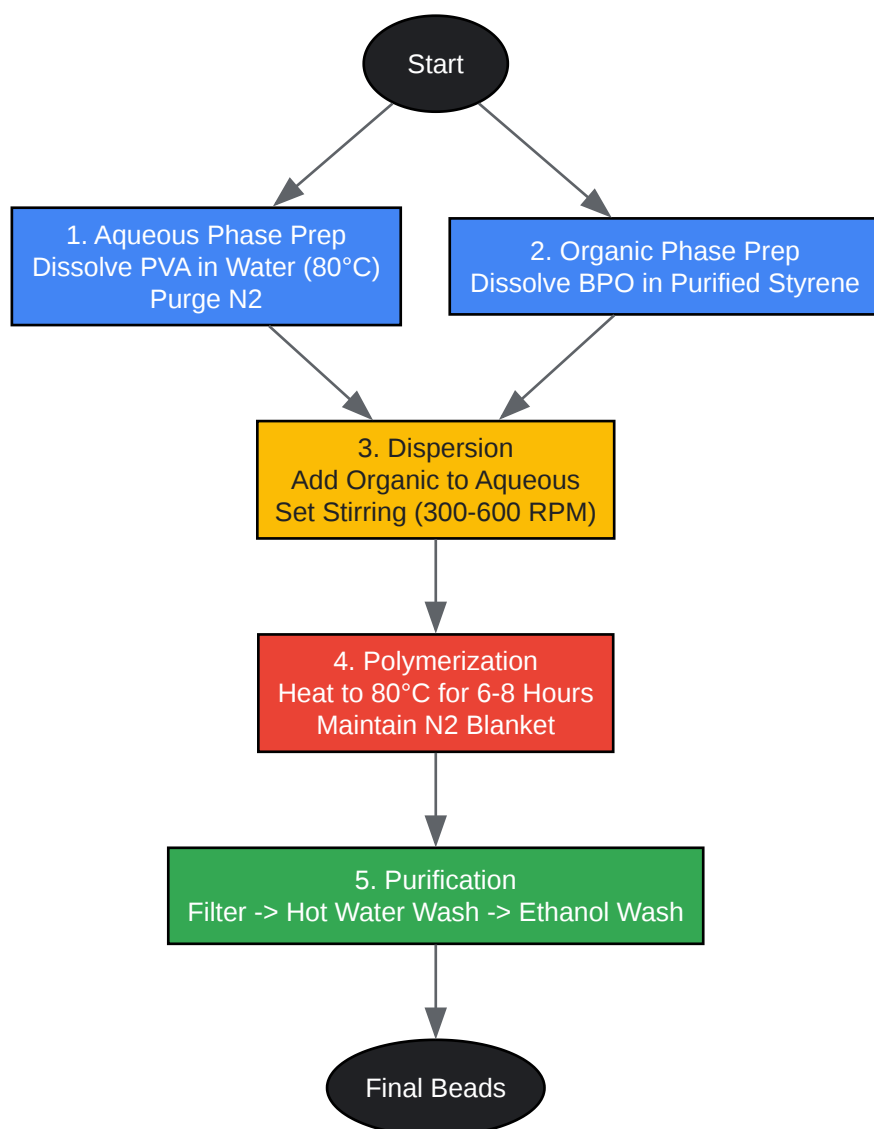 Start
1. Aqueous Phase Prep
Dissolve PVA in Water (80°C)
Purge N2
2. Organic Phase Prep
Dissolve BPO in Purified Styrene
3. Dispersion
Add Organic to Aqueous
Set Stirring (300-600 RPM)
4. Polymerization
Heat to 80°C for 6-8 Hours
Maintain N2 Blanket
5. Purification
Filter -> Hot Water Wash -> Ethanol Wash
Final Beads